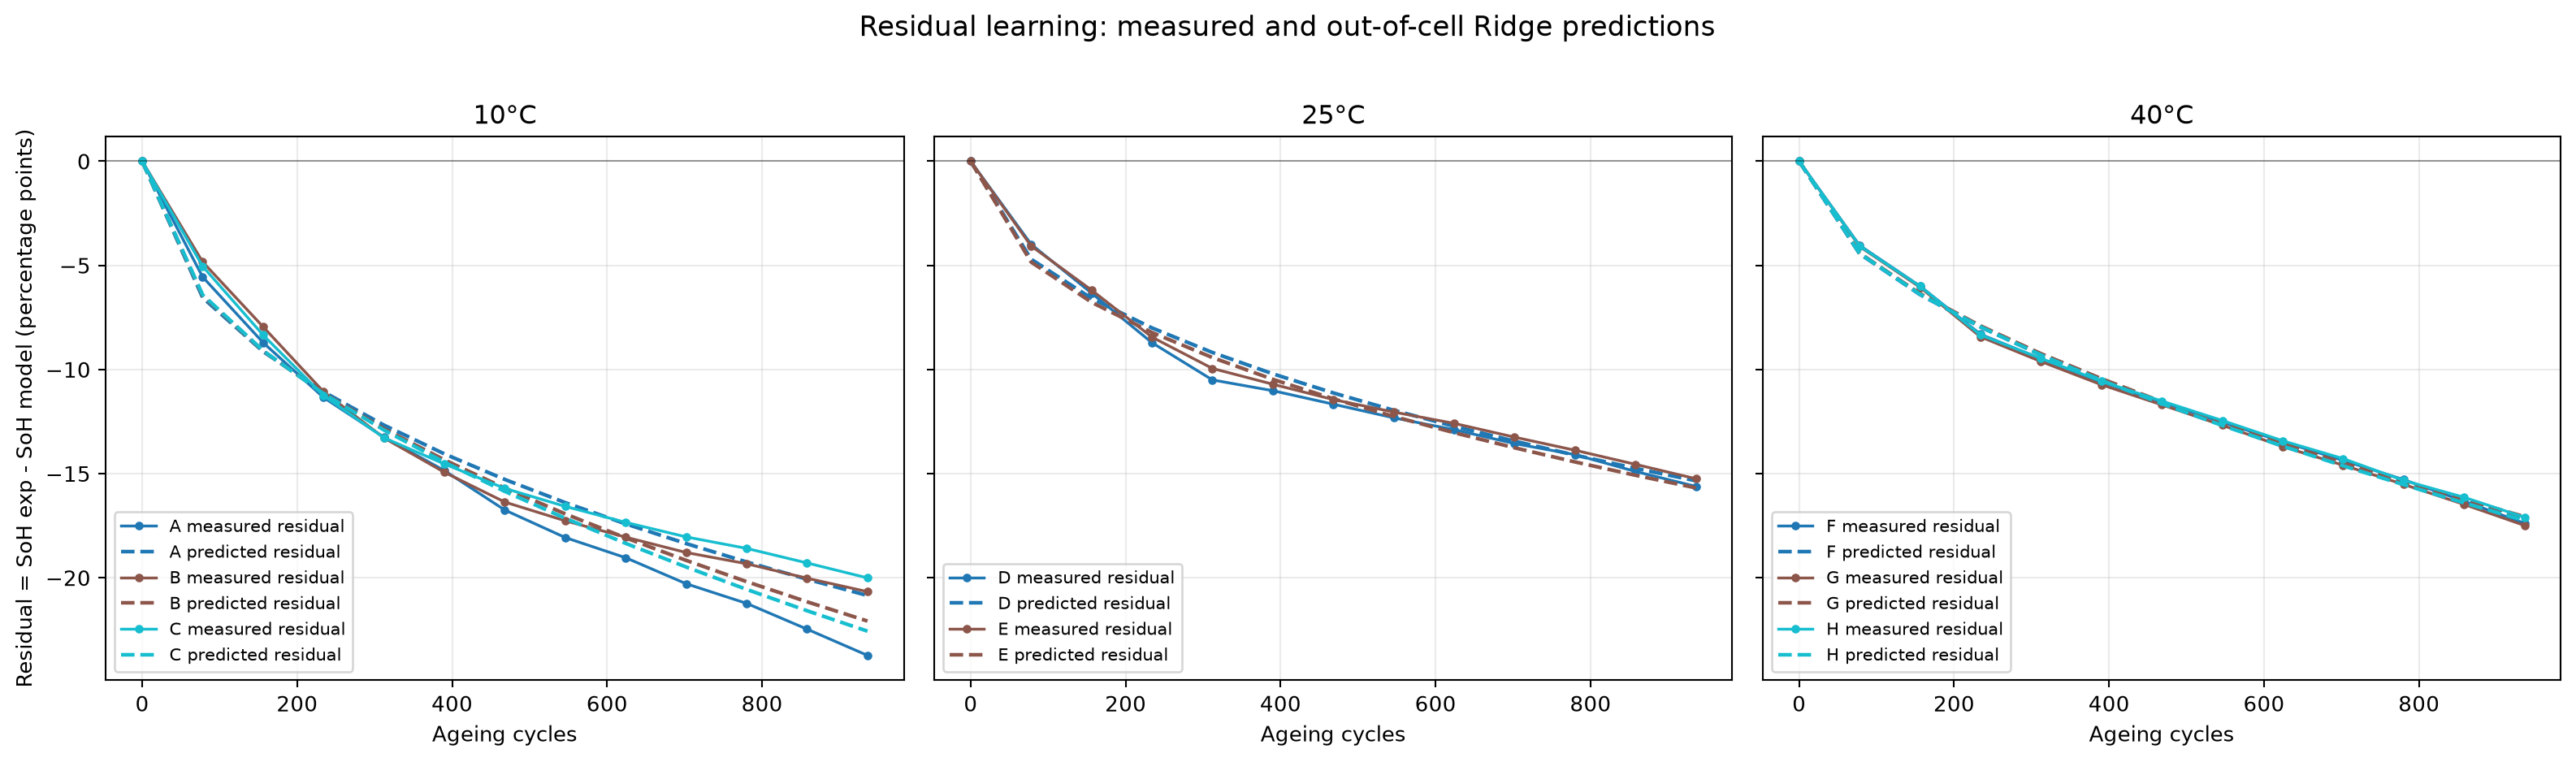 Residual learning: measured and out-of-cell Ridge predictions
10°C
25°C
40°C
Residual = SoH exp - SoH model (percentage points)
0
−5
−10
−15
−20
A measured residual
A predicted residual
B measured residual
B predicted residual
C measured residual
C predicted residual
D measured residual
D predicted residual
E measured residual
E predicted residual
F measured residual
F predicted residual
G measured residual
G predicted residual
H measured residual
H predicted residual
0 200 400 600 800
0 200 400 600 800
0 200 400 600 800
Ageing cycles
Ageing cycles
Ageing cycles